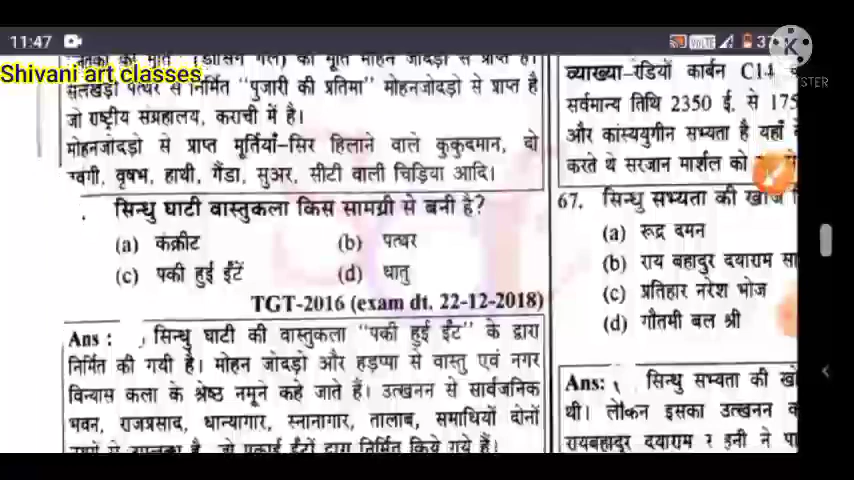 11:47
Shivani art classes
सेलखड़ी पत्थर से निर्मित "पुजारी की प्रतिमा" मोहनजोदड़ो से प्राप्त है
जो राष्ट्रीय संग्रहालय, कराची में है।
मोहनजोदड़ो से प्राप्त मूर्तियाँ-सिर हिलाने वाले कुकुदमान, दो
वृषभ, हाथी, गैंडा, सुअर, सीटी वाली चिड़िया आदि।
सिन्धु घाटी वास्तुकला किस सामग्री से बनी है?
(a) कंक्रीट (b) पत्थर
(c) पकी हुई ईंटें (d) धातु
TGT-2016 (exam dt. 22-12-2018)
Ans : सिन्धु घाटी की वास्तुकला "पकी हुई ईंट" के द्वारा
निर्मित की गयी है। मोहन जोदड़ो और हड़प्पा से वास्तु एवं नगर
विन्यास कला के श्रेष्ठ नमूने कहे जाते हैं। उत्खनन से सार्वजनिक
भवन, राजप्रसाद, धान्यागार, स्नानागार, तालाब, समाधियों दोनों
व्याख्या-रेडियों कार्बन C14
सर्वमान्य तिथि 2350 ई. से 175
और कांस्ययुगीन सभ्यता है यहाँ
करते थे सरजान मार्शल को
67. सिन्धु सभ्यता की खोज
(a) रूद्र दमन
(b) राय बहादुर दयाराम सा
(c) प्रतिहार नरेश भोज
(d) गौतमी बल श्री
Ans: सिन्धु सभ्यता की खो
थी। लेकिन इसका उत्खनन
रायबहादुर दयाराम